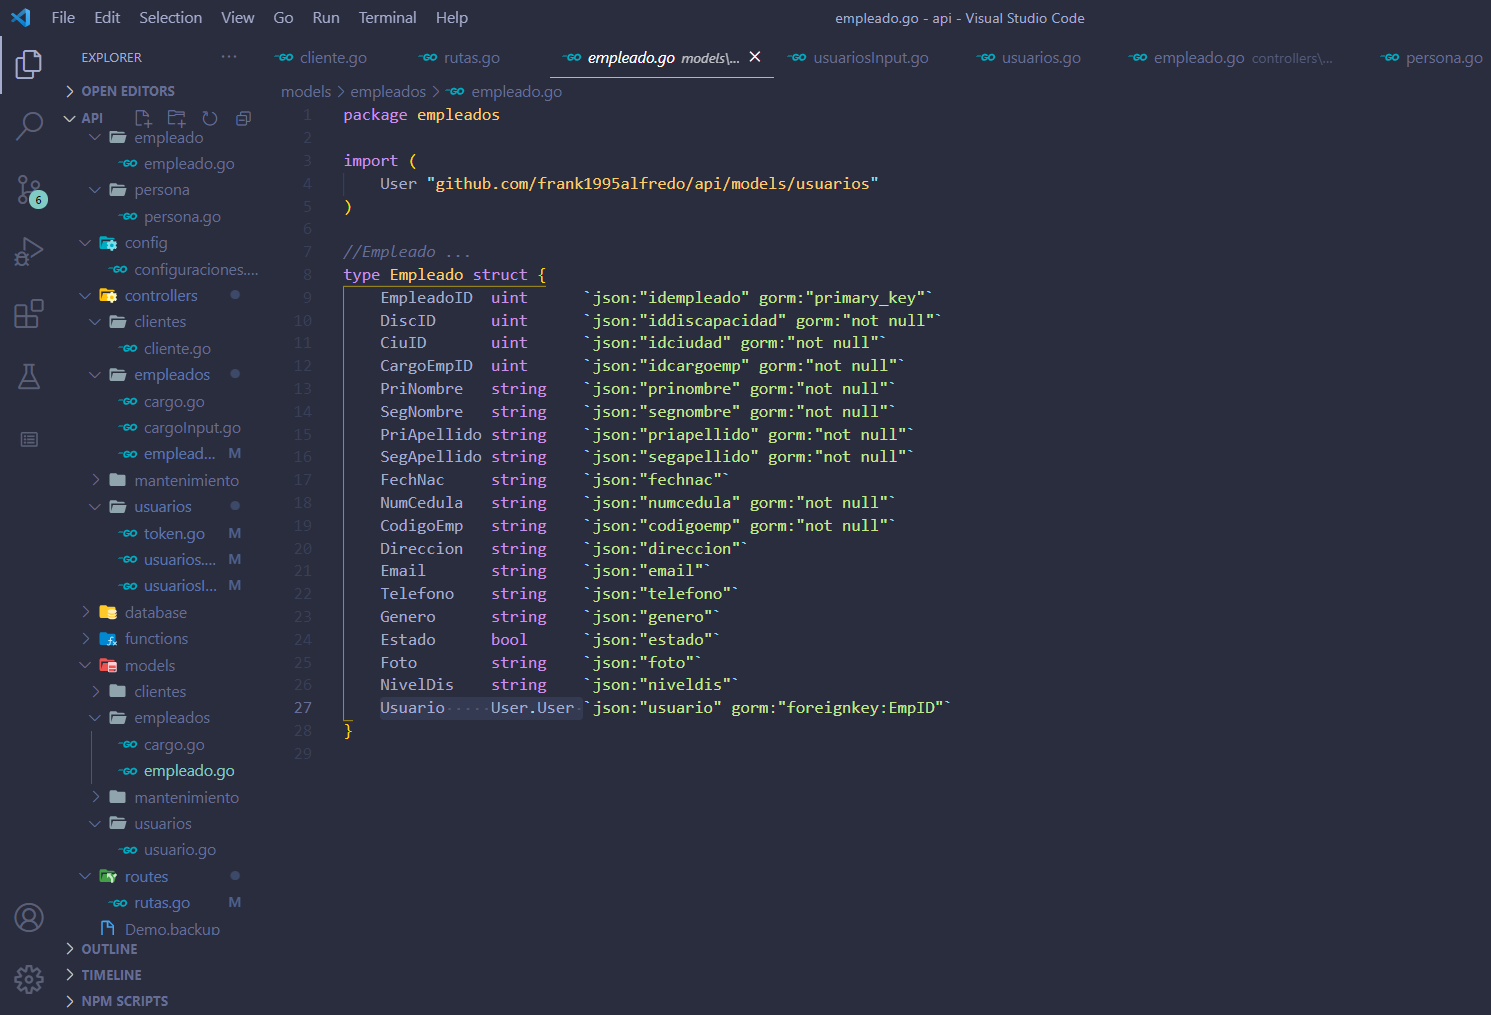 File Edit Selection View Go Run Terminal Help
empleado.go - api - Visual Studio Code
EXPLORER
OPEN EDITORS
API
empleado
empleado.go
persona
persona.go
config
configuraciones....
controllers
clientes
cliente.go
empleados
cargo.go
cargoInput.go
emplead... M
mantenimiento
usuarios
token.go M
usuarios.... M
usuariosI... M
database
functions
models
clientes
empleados
cargo.go
empleado.go
mantenimiento
usuarios
usuario.go
routes
rutas.go M
Demo.backup
OUTLINE
TIMELINE
NPM SCRIPTS
6
GO cliente.go GO rutas.go GO empleado.go models\... GO usuariosInput.go GO usuarios.go GO empleado.go controllers\... GO persona.go
models > empleados > GO empleado.go
1 package empleados
2
3 import (
4 User "github.com/frank1995alfredo/api/models/usuarios"
5 )
6
7 //Empleado ...
8 type Empleado struct {
9 EmpleadoID uint `json:"idempleado" gorm:"primary_key"`
10 DiscID uint `json:"iddiscapacidad" gorm:"not null"`
11 CiuID uint `json:"idciudad" gorm:"not null"`
12 CargoEmpID uint `json:"idcargoemp" gorm:"not null"`
13 PriNombre string `json:"prinombre" gorm:"not null"`
14 SegNombre string `json:"segnombre" gorm:"not null"`
15 PriApellido string `json:"priapellido" gorm:"not null"`
16 SegApellido string `json:"segapellido" gorm:"not null"`
17 FechNac string `json:"fechnac"`
18 NumCedula string `json:"numcedula" gorm:"not null"`
19 CodigoEmp string `json:"codigoemp" gorm:"not null"`
20 Direccion string `json:"direccion"`
21 Email string `json:"email"`
22 Telefono string `json:"telefono"`
23 Genero string `json:"genero"`
24 Estado bool `json:"estado"`
25 Foto string `json:"foto"`
26 NivelDis string `json:"niveldis"`
27 Usuario User.User `json:"usuario" gorm:"foreignkey:EmpID"`
28 }
29